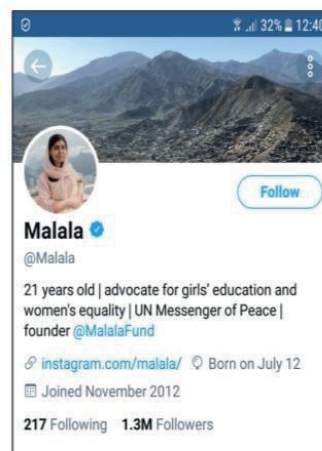 32% 12:40
Follow
Malala
@Malala
21 years old | advocate for girls' education and
women's equality | UN Messenger of Peace |
founder @MalalaFund
instagram.com/malala/ Born on July 12
Joined November 2012
217 Following 1.3M Followers